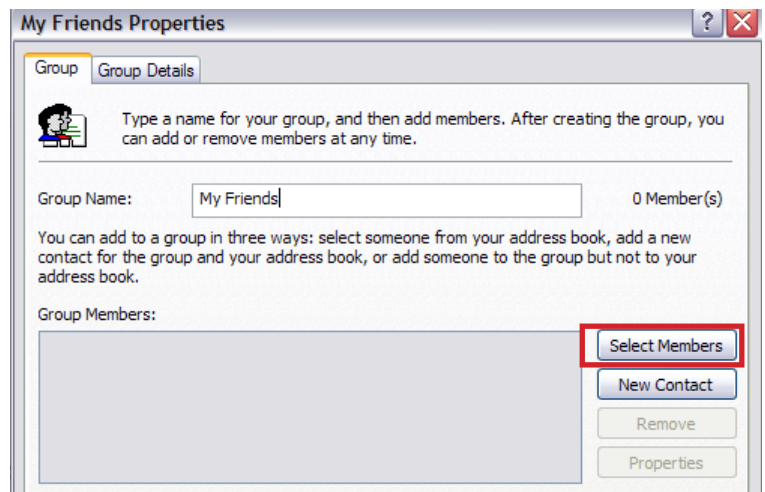 My Friends Properties
?
X
Group
Group Details
Type a name for your group, and then add members. After creating the group, you
can add or remove members at any time.
Group Name:
My Friends
0 Member(s)
You can add to a group in three ways: select someone from your address book, add a new
contact for the group and your address book, or add someone to the group but not to your
address book.
Group Members:
Select Members
New Contact
Remove
Properties